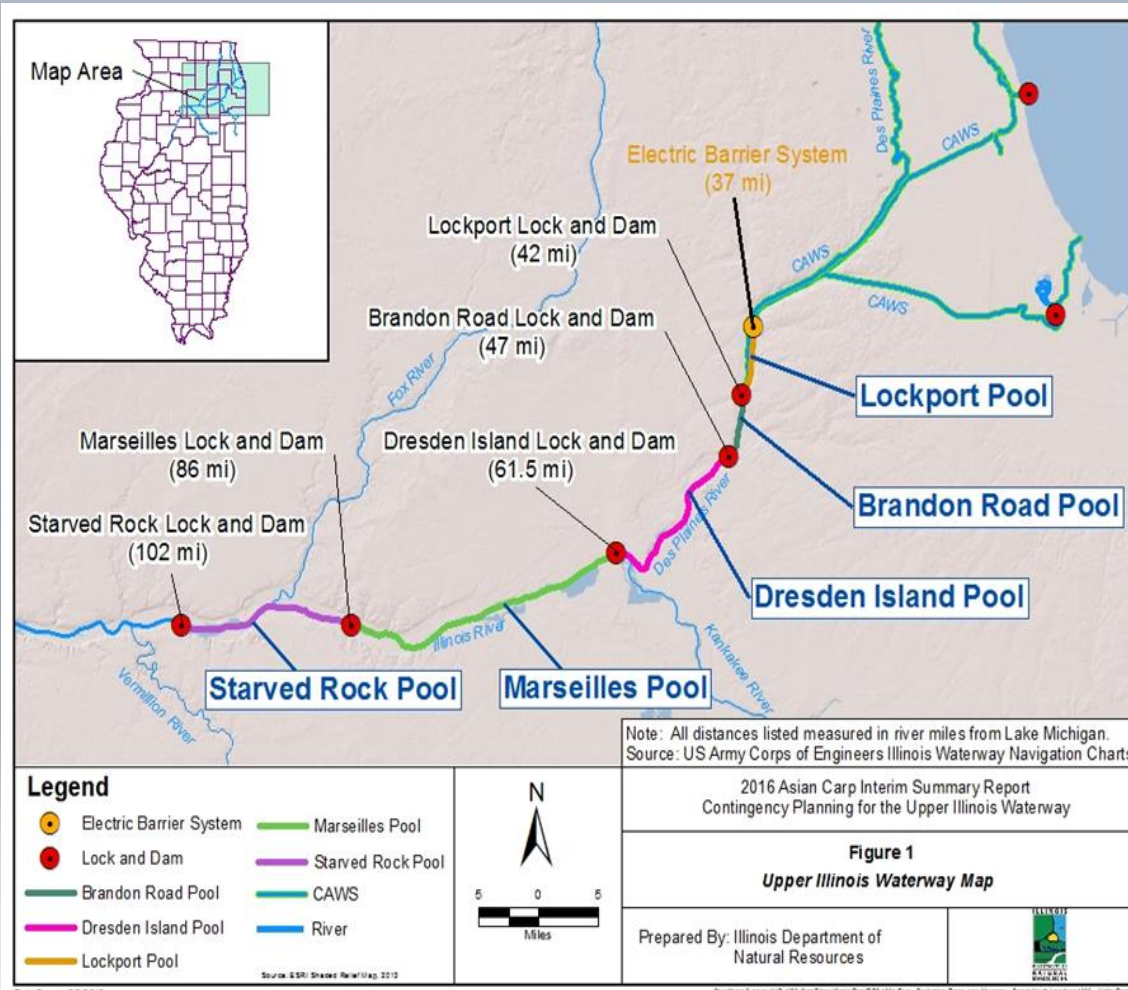 Map Area
Des Plaines River
CAWS
Electric Barrier System
(37 mi)
Lockport Lock and Dam
(42 mi)
CAWS
CAWS
Brandon Road Lock and Dam
(47 mi)
Fox River
Lockport Pool
Marseilles Lock and Dam
(86 mi)
Dresden Island Lock and Dam
(61.5 mi)
Brandon Road Pool
Starved Rock Lock and Dam
(102 mi)
Des Plaines River
Dresden Island Pool
Illinois River
Kankakee River
Vermillion River
Starved Rock Pool
Marseilles Pool
Note: All distances listed measured in river miles from Lake Michigan.
Source: US Army Corps of Engineers Illinois Waterway Navigation Charts
Legend
Electric Barrier System
Lock and Dam
Brandon Road Pool
Dresden Island Pool
Lockport Pool
Marseilles Pool
Starved Rock Pool
CAWS
River
Source: ESRI Shaded Relief Map, 2013
N
5 0 5
Miles
2016 Asian Carp Interim Summary Report
Contingency Planning for the Upper Illinois Waterway
Figure 1
Upper Illinois Waterway Map
Prepared By: Illinois Department of
Natural Resources
ILLINOIS
NATURAL
RESOURCES